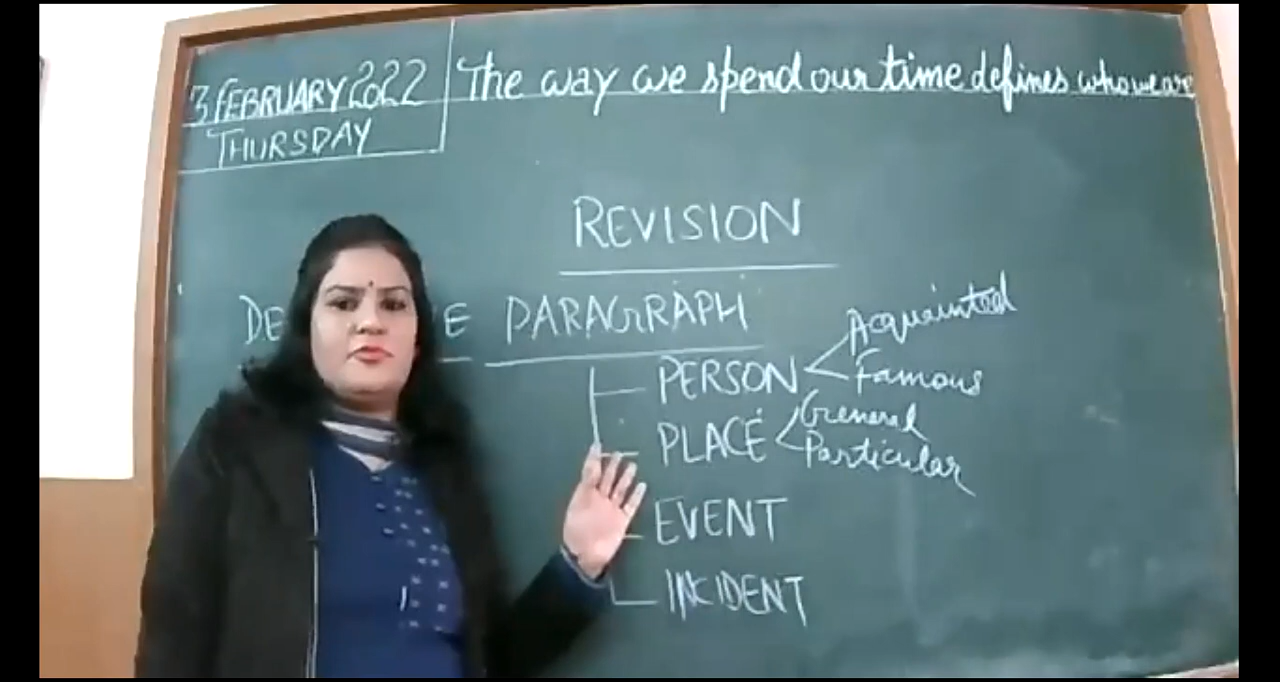 3 FEBRUARY 2022
THURSDAY
The way we spend our time defines who we are
REVISION
PARAGRAPH
PERSON
Acquainted
Famous
PLACE
General
Particular
EVENT
INCIDENT